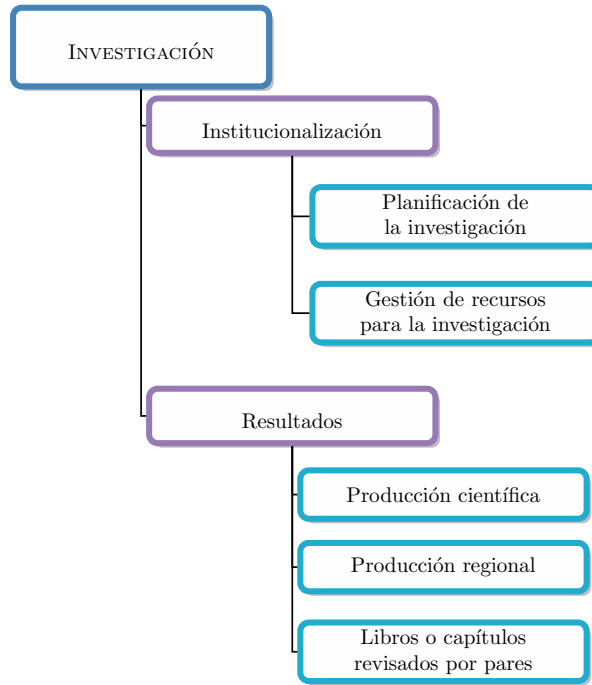 INVESTIGACIÓN
Institucionalización
Planificación de
la investigación
Gestión de recursos
para la investigación
Resultados
Producción científica
Producción regional
Libros o capítulos
revisados por pares